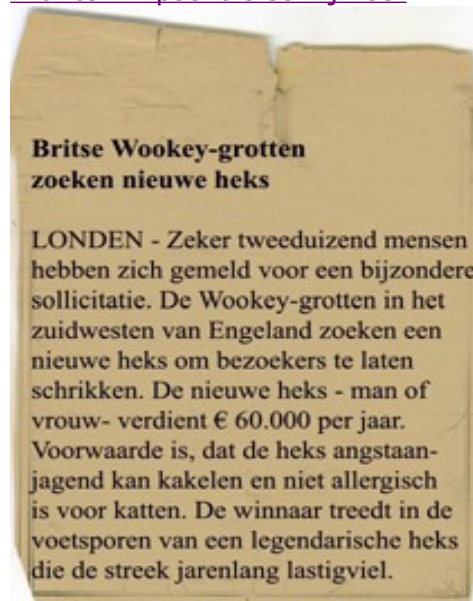 Britse Wookey-grotten
zoeken nieuwe heks
LONDEN - Zeker tweeduizend mensen
hebben zich gemeld voor een bijzondere
sollicitatie. De Wookey-grotten in het
zuidwesten van Engeland zoeken een
nieuwe heks om bezoekers te laten
schrikken. De nieuwe heks - man of
vrouw- verdient € 60.000 per jaar.
Voorwaarde is, dat de heks angstaan-
jagend kan kakelen en niet allergisch
is voor katten. De winnaar treedt in de
voetsporen van een legendarische heks
die de streek jarenlang lastigviel.